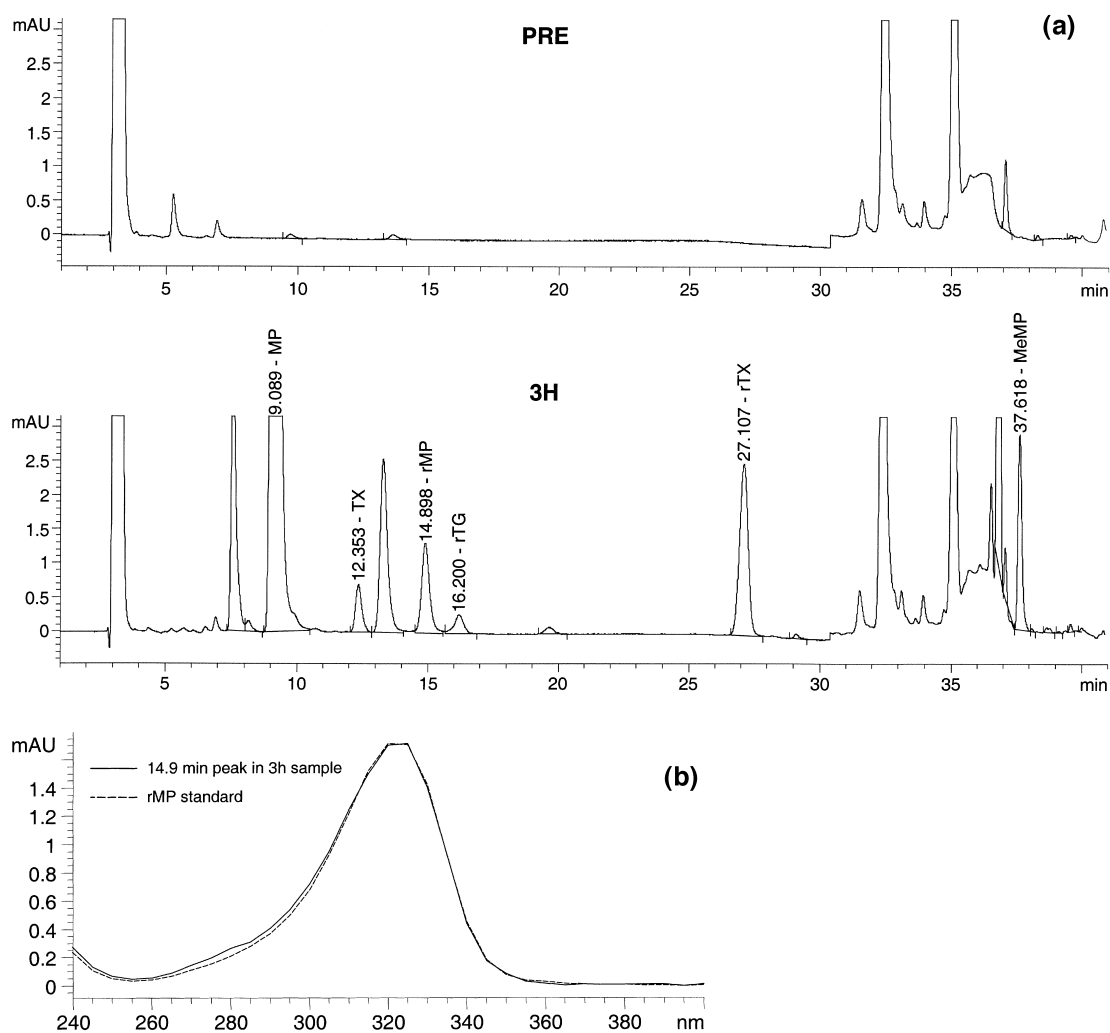 mAU
PRE
(a)
2.5
2
1.5
1
0.5
0
5 10 15 20 25 30 35 min
mAU
3H
9.089 - MP
12.353 - TX
14.898 - rMP
16.200 - rTG
27.107 - rTX
37.618 - MeMP
2.5
2
1.5
1
0.5
0
5 10 15 20 25 30 35 min
mAU
(b)
14.9 min peak in 3h sample
rMP standard
1.4
1.2
1
0.8
0.6
0.4
0.2
0
240 260 280 300 320 340 360 380 nm